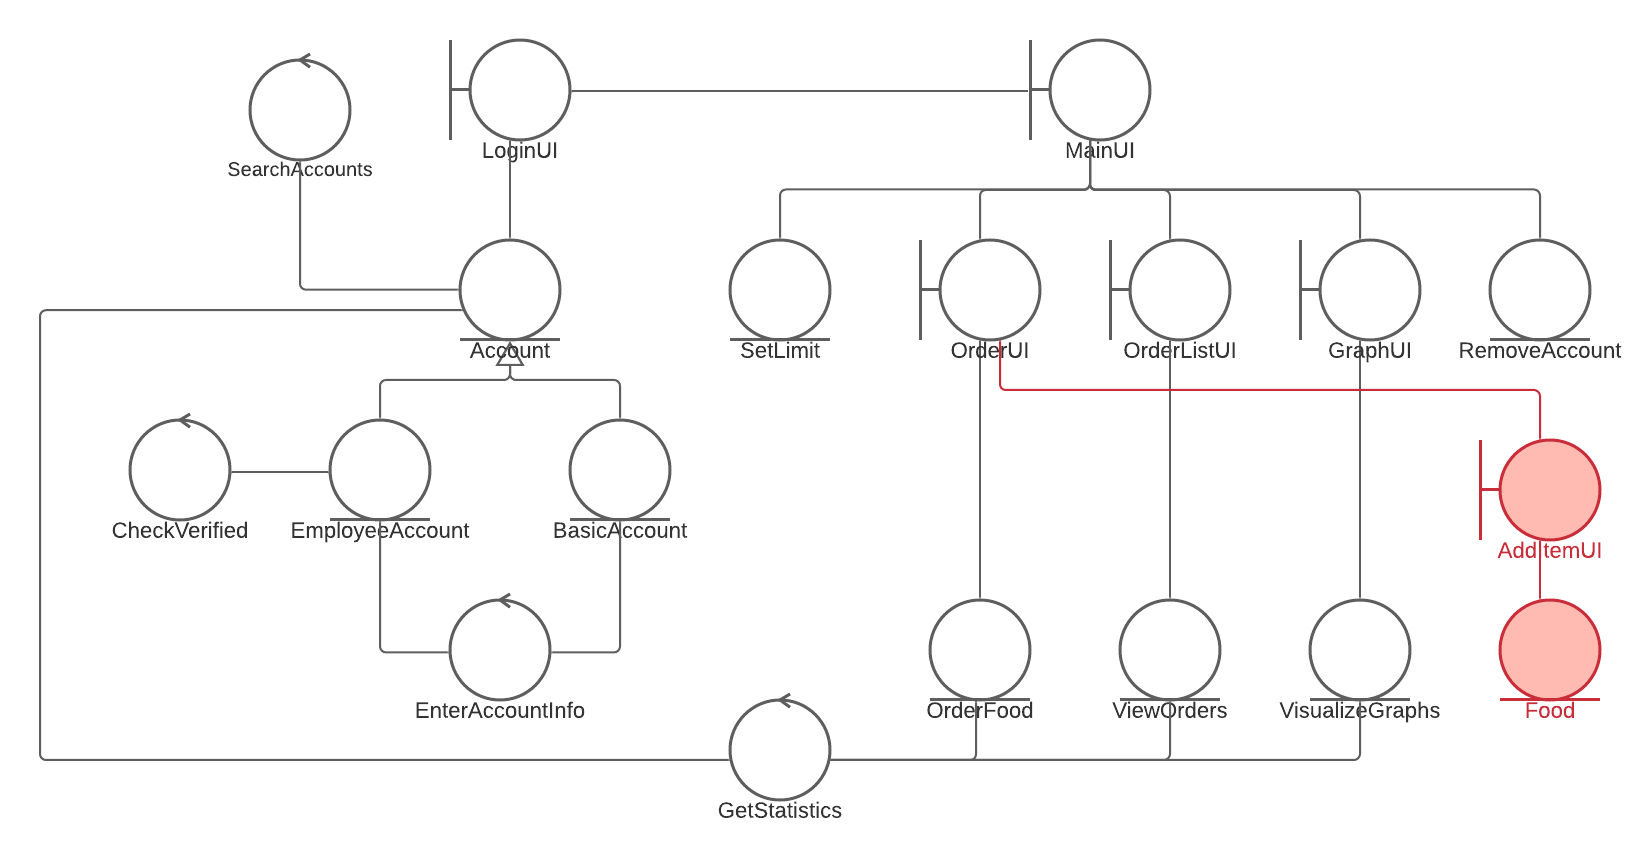 LoginUI
MainUI
SearchAccounts
Account
SetLimit
OrderUI
OrderListUI
GraphUI
RemoveAccount
CheckVerified
EmployeeAccount
BasicAccount
AddItemUI
EnterAccountInfo
OrderFood
ViewOrders
VisualizeGraphs
Food
GetStatistics